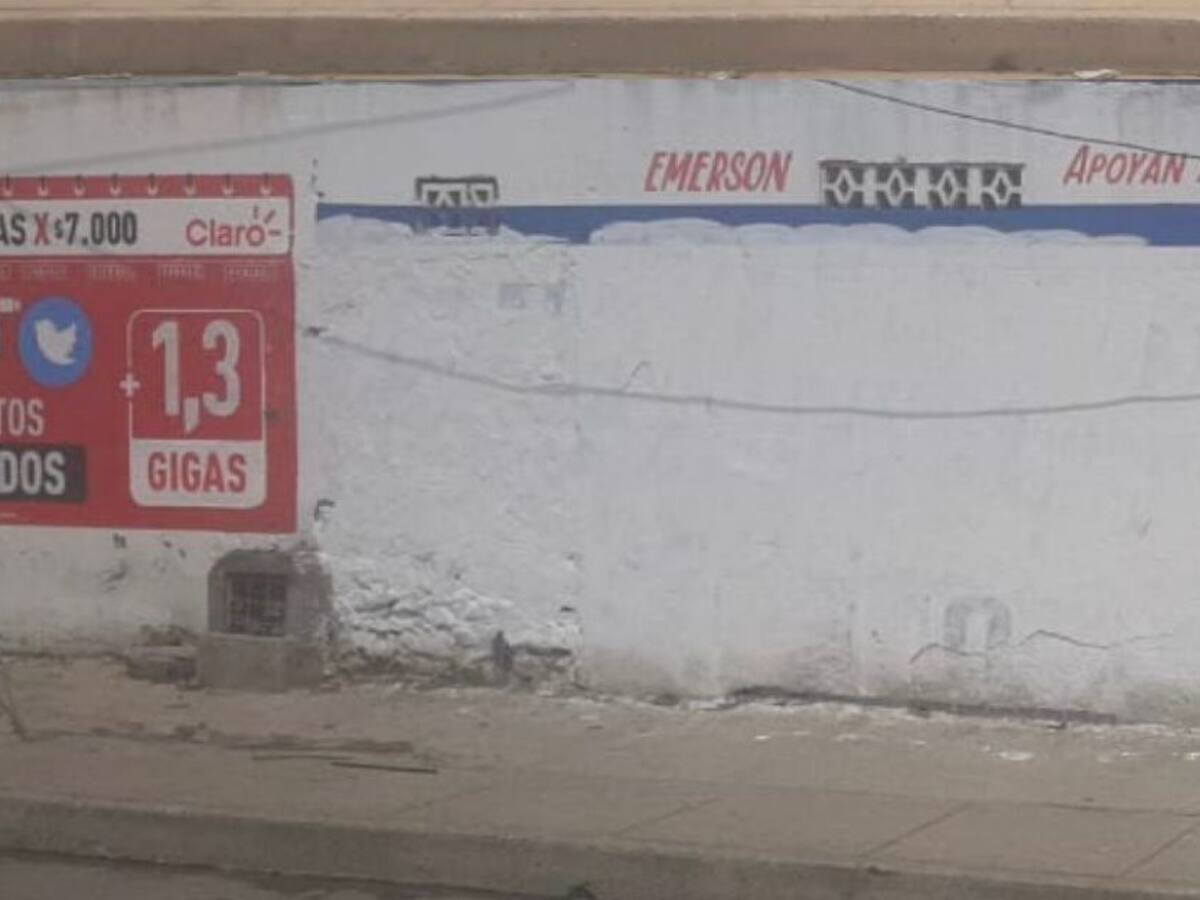 AS X $7.000 Claro
+ 1,3
TOS
DOS
GIGAS
EMERSON
APOYAN